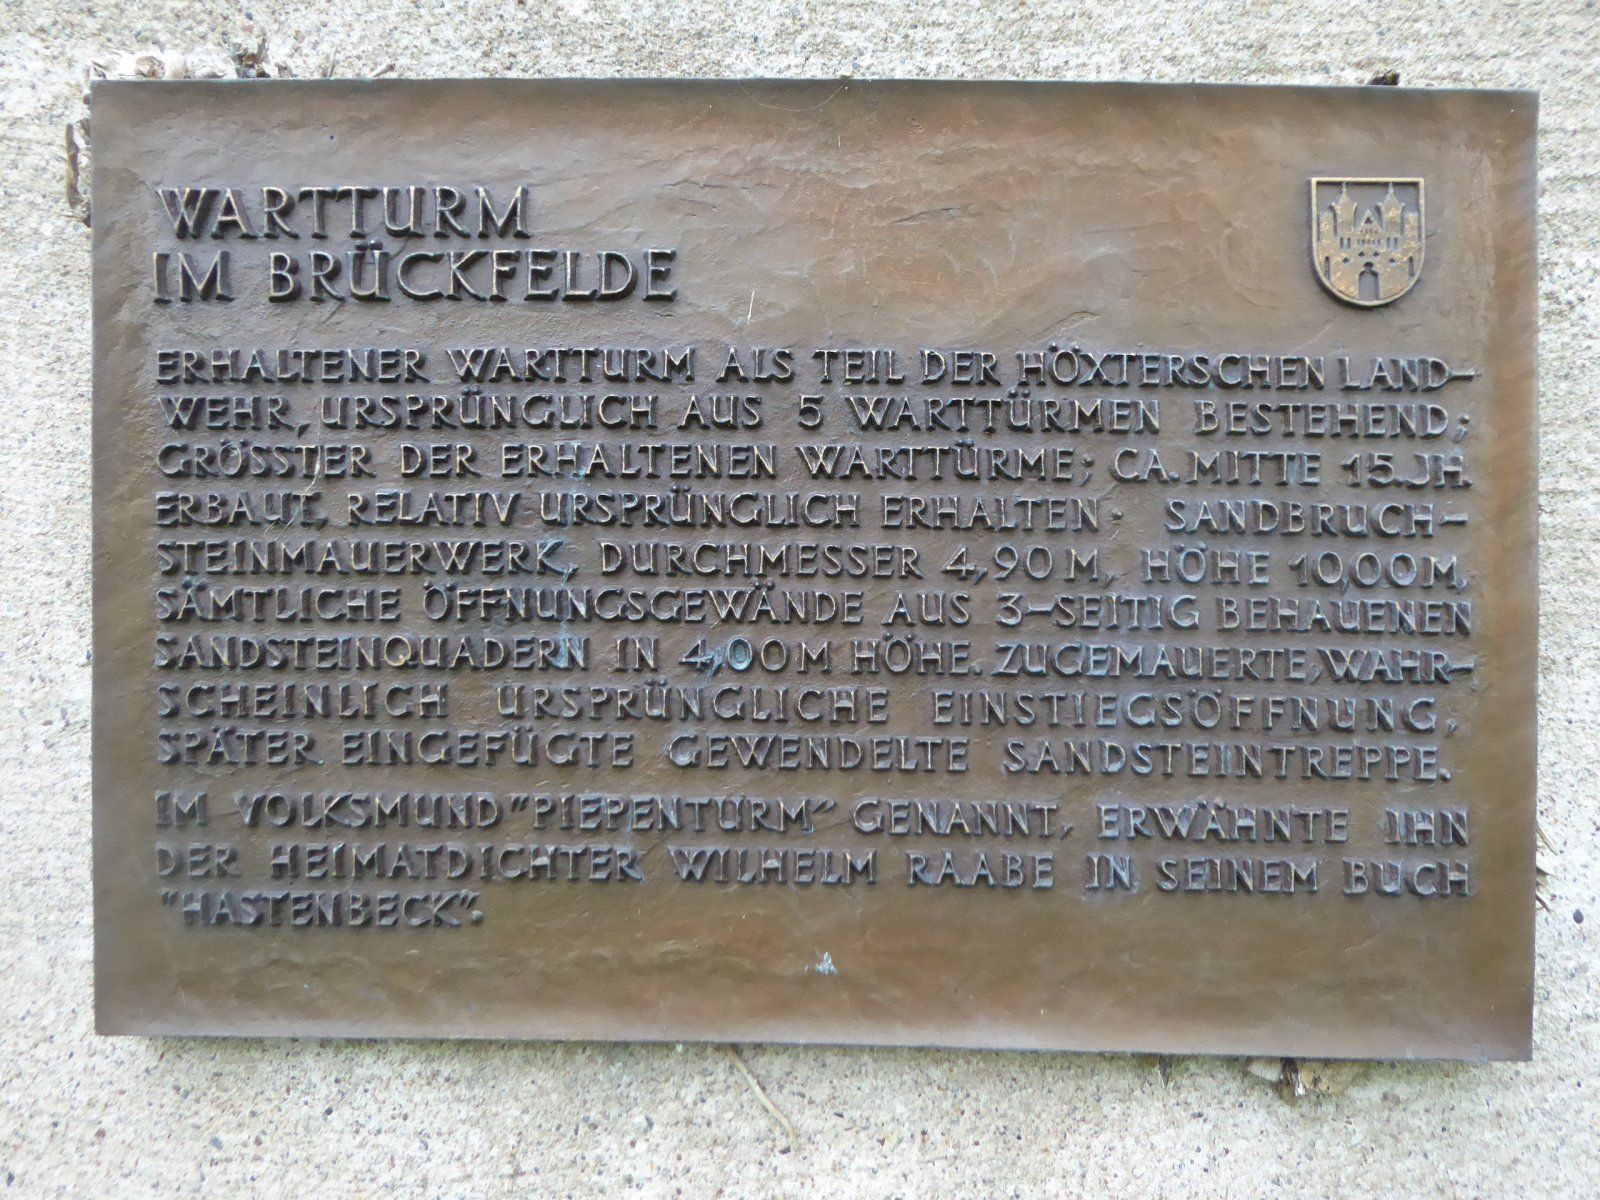 WARTTURM
IM BRÜCKFELDE
ERHALTENER WARTTURM ALS TEIL DER HÖXTERSCHEN LAND-
WEHR, URSPRÜNGLICH AUS 5 WARTTÜRMEN BESTEHEND;
GRÖSSTER DER ERHALTENEN WARTTÜRME; CA. MITTE 15. JH.
ERBAUT, RELATIV URSPRÜNGLICH ERHALTEN. SANDBRUCH-
STEINMAUERWERK, DURCHMESSER 4,90 M, HÖHE 10,00 M,
SÄMTLICHE ÖFFNUNGSGEWÄNDE AUS 3-SEITIG BEHAUENEN
SANDSTEINQUADERN IN 4,00 M HÖHE. ZUGEMAUERTE, WAHR-
SCHEINLICH URSPRÜNGLICHE EINSTIEGSÖFFNUNG,
SPÄTER EINGEFÜGTE GEWENDELTE SANDSTEINTREPPE.
IM VOLKSMUND "PIEPENTURM" GENANNT, ERWÄHNTE IHN
DER HEIMATDICHTER WILHELM RAABE IN SEINEM BUCH
"HASTENBECK".